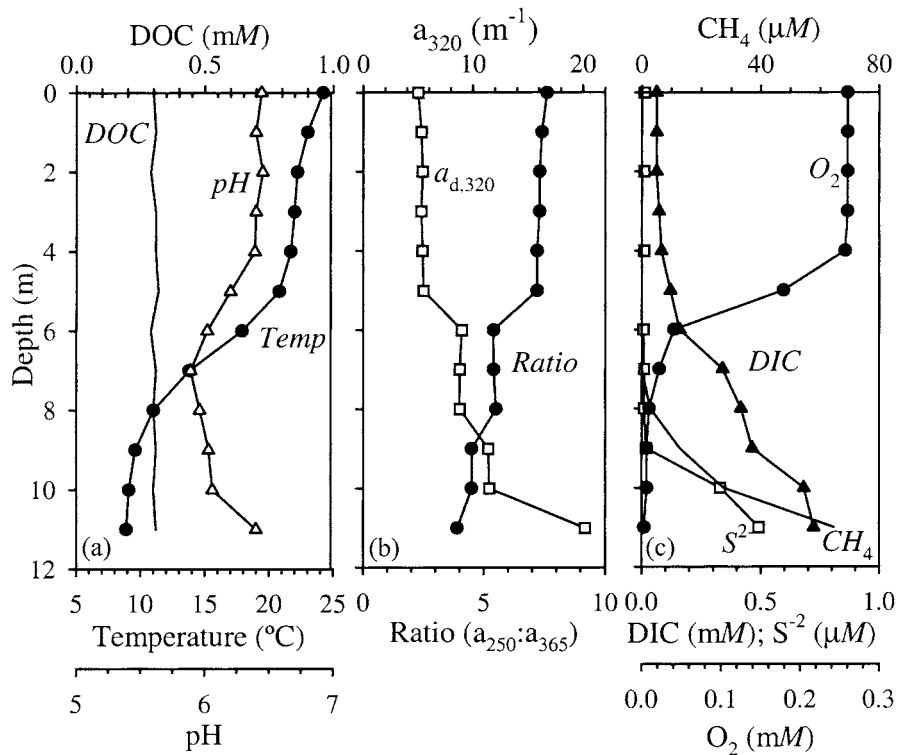 DOC (mM)
0.0 0.5 1.0
a320 (m-1)
0 10 20
CH4 (μM)
0 40 80
Depth (m)
0
2
4
6
8
10
12
DOC
pH
Temp
(a)
ad,320
Ratio
(b)
O2
DIC
S2
CH4
(c)
5 10 15 20 25
Temperature (ºC)
0 5 10
Ratio (a250:a365)
0.0 0.5 1.0
DIC (mM); S-2 (μM)
5 6 7
pH
0.0 0.1 0.2 0.3
O2 (mM)